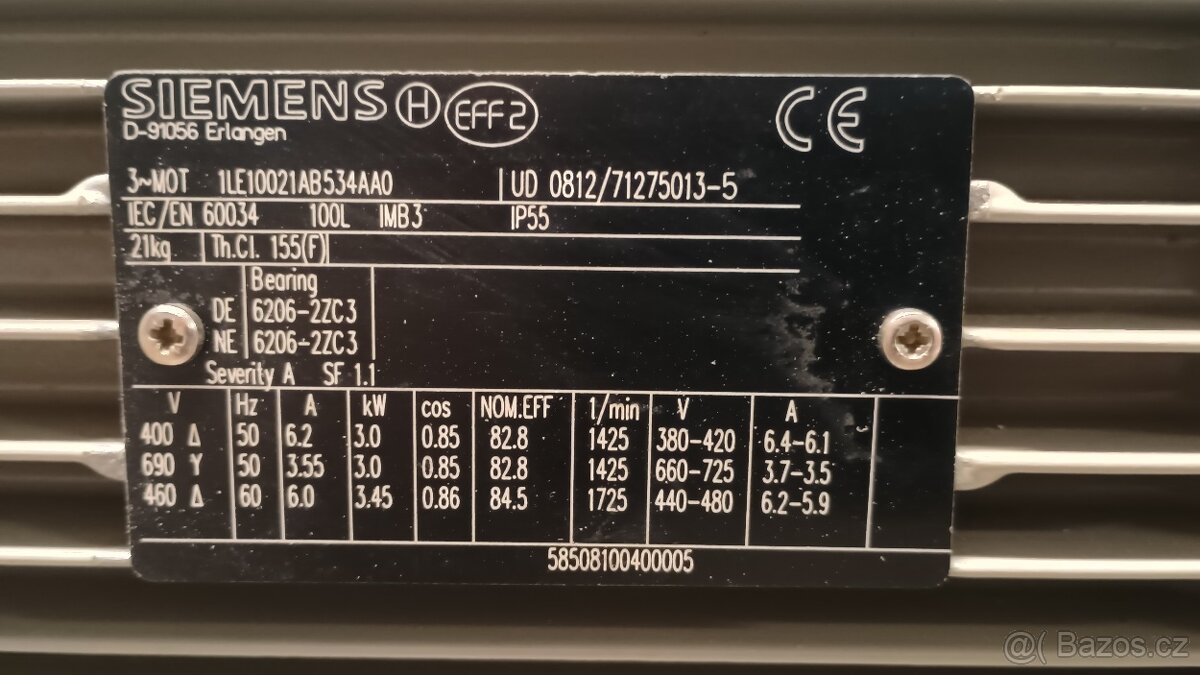 SIEMENS H EFF2 CE
D-91056 Erlangen
3~MOT 1LE10021AB534AA0 UD 0812/71275013-5
IEC/EN 60034 100L IMB3 IP55
21kg Th.Cl. 155(F)
Bearing
DE 6206-2ZC3
NE 6206-2ZC3
Severity A SF 1.1
V Hz A kW cos NOM.EFF 1/min V A
400 Δ 50 6.2 3.0 0.85 82.8 1425 380-420 6.4-6.1
690 Y 50 3.55 3.0 0.85 82.8 1425 660-725 3.7-3.5
460 Δ 60 6.0 3.45 0.86 84.5 1725 440-480 6.2-5.9
58508100400005
@( Bazos.cz